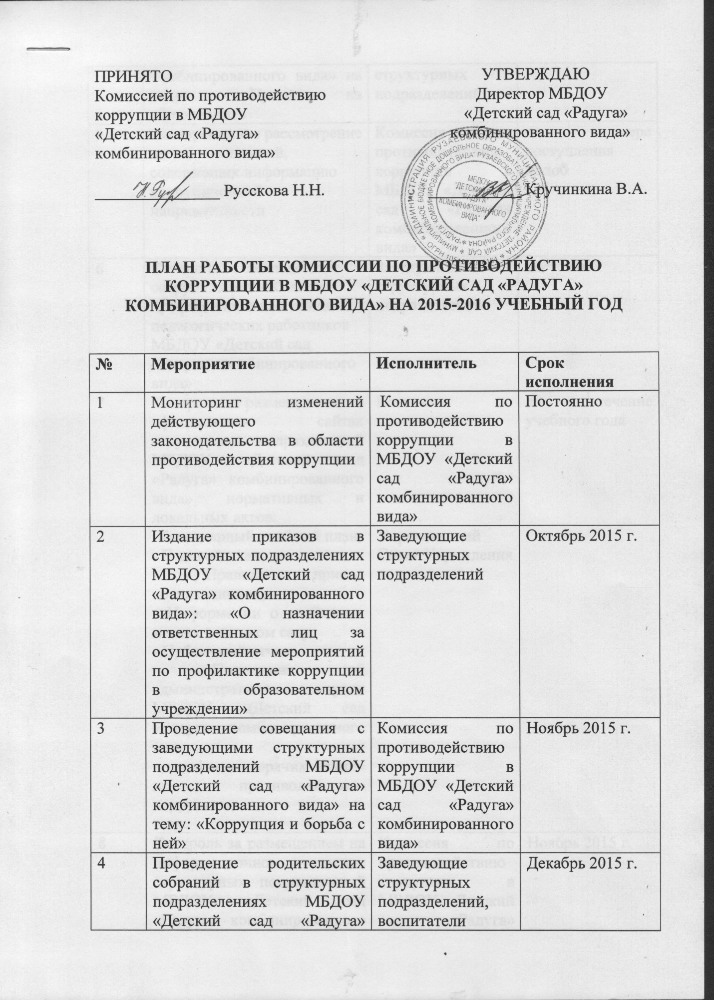 ПРИНЯТО
Комиссией по противодействию
коррупции в МБДОУ
«Детский сад «Радуга»
комбинированного вида»
Русскова Н.Н.
УТВЕРЖДАЮ
Директор МБДОУ
«Детский сад «Радуга»
комбинированного вида»
Кручинкина В.А.
МБДОУ
"ДЕТСКИЙ САД
"РАДУГА"
КОМБИНИРОВАННОГО
ВИДА"
ПЛАН РАБОТЫ КОМИССИИ ПО ПРОТИВОДЕЙСТВИЮ
КОРРУПЦИИ В МБДОУ «ДЕТСКИЙ САД «РАДУГА»
КОМБИНИРОВАННОГО ВИДА» НА 2015-2016 УЧЕБНЫЙ ГОД
№ Мероприятие Исполнитель Срок
исполнения
1
Мониторинг изменений
действующего
законодательства в области
противодействия коррупции
Комиссия по
противодействию
коррупции в
МБДОУ «Детский
сад «Радуга»
комбинированного
вида»
Постоянно
2
Издание приказов в
структурных подразделениях
МБДОУ «Детский сад
«Радуга» комбинированного
вида»: «О назначении
ответственных лиц за
осуществление мероприятий
по профилактике коррупции
в образовательном
учреждении»
Заведующие
структурных
подразделений
Октябрь 2015 г.
3
Проведение совещания с
заведующими структурных
подразделений МБДОУ
«Детский сад «Радуга»
комбинированного вида» на
тему: «Коррупция и борьба с
ней»
Комиссия по
противодействию
коррупции в
МБДОУ «Детский
сад «Радуга»
комбинированного
вида»
Ноябрь 2015 г.
4
Проведение родительских
собраний в структурных
подразделениях МБДОУ
«Детский сад «Радуга»
Заведующие
структурных
подразделений,
воспитатели
Декабрь 2015 г.